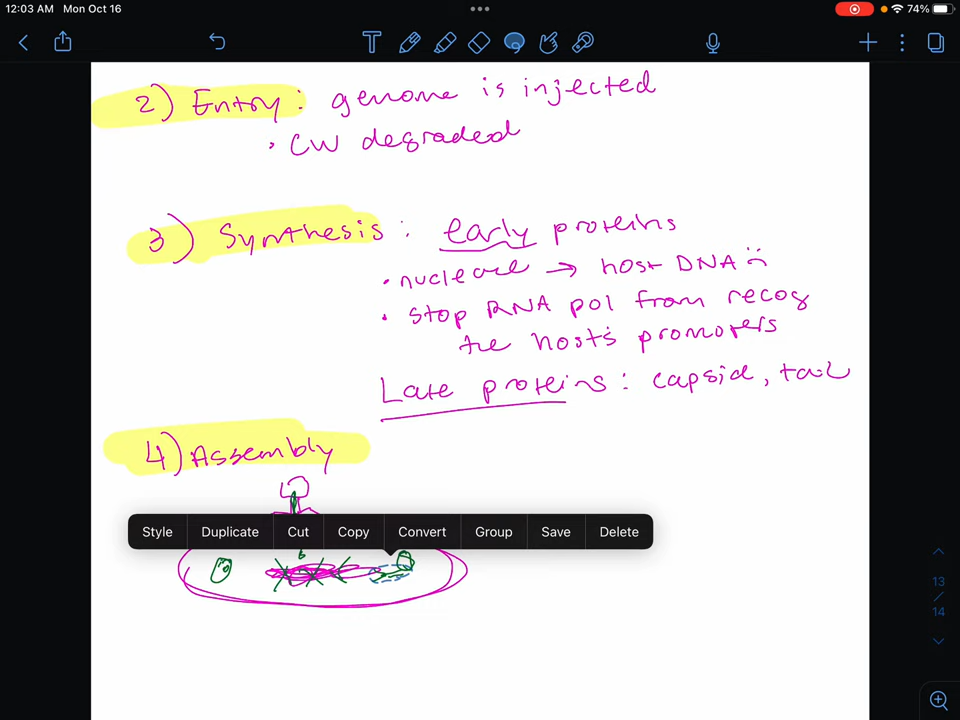 12:03 AM Mon Oct 16
74%
2) Entry: genome is injected
• CW degraded
3) Synthesis: early proteins
• nuclease → host DNA
• stop RNA pol from recog
the host's promoters
Late proteins: capsid, tail
4) Assembly
Style Duplicate Cut Copy Convert Group Save Delete
13
/
14